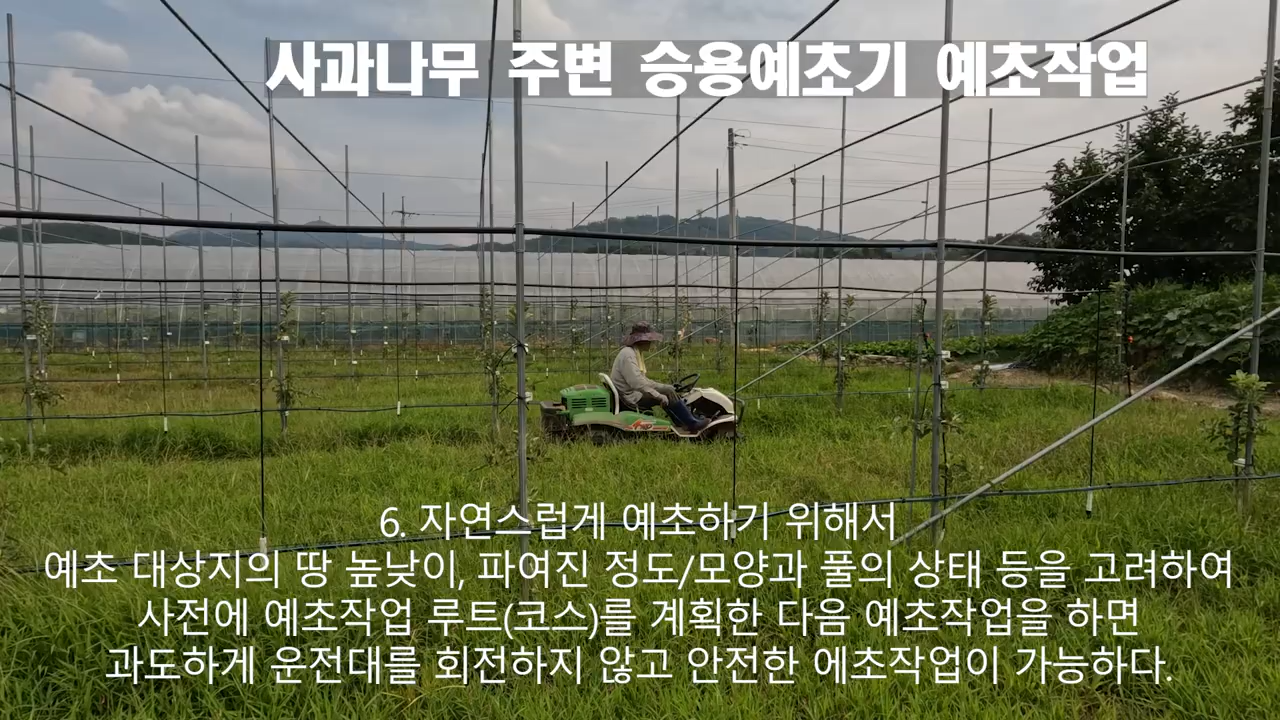 사과나무 주변 승용예초기 예초작업
6. 자연스럽게 예초하기 위해서
예초 대상지의 땅 높낮이, 파여진 정도/모양과 풀의 상태 등을 고려하여
사전에 예초작업 루트(코스)를 계획한 다음 예초작업을 하면
과도하게 운전대를 회전하지 않고 안전한 에초작업이 가능하다.